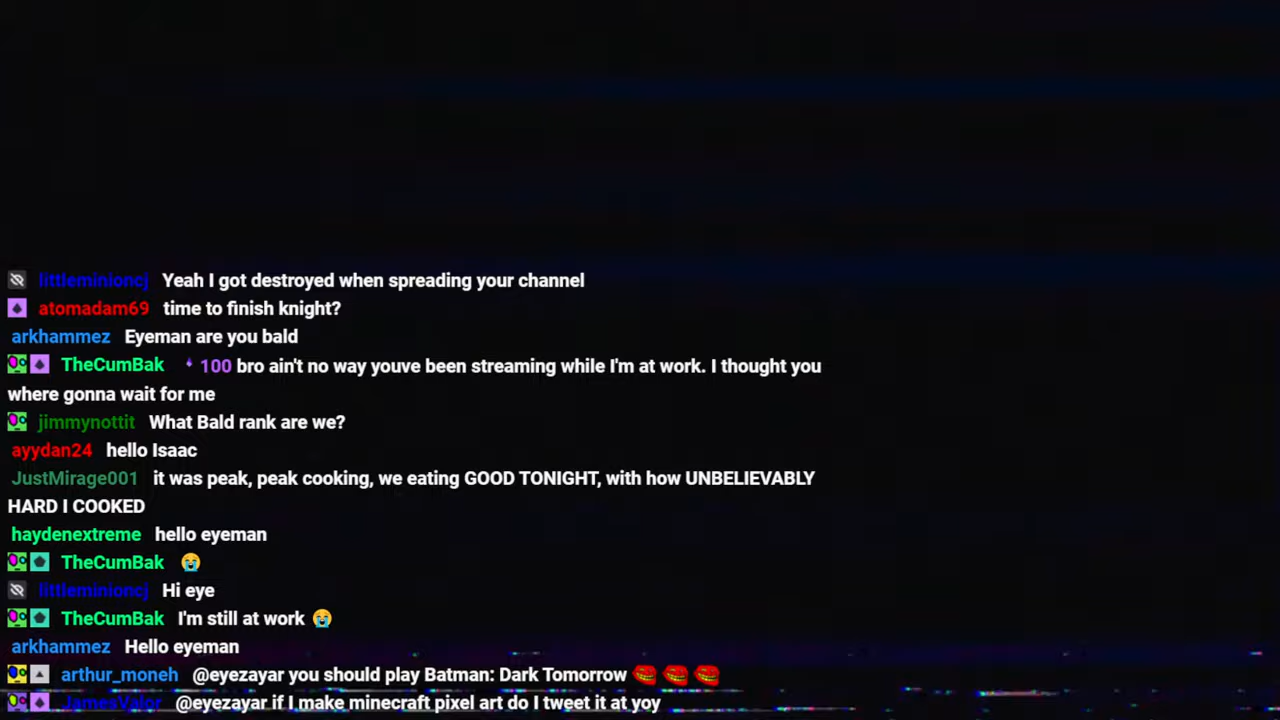 littleminioncj Yeah I got destroyed when spreading your channel
atomadam69 time to finish knight?
arkhammez Eyeman are you bald
TheCumBak 100 bro ain't no way youve been streaming while I'm at work. I thought you
where gonna wait for me
jimmynottit What Bald rank are we?
ayydan24 hello Isaac
JustMirage001 it was peak, peak cooking, we eating GOOD TONIGHT, with how UNBELIEVABLY
HARD I COOKED
haydenextreme hello eyeman
TheCumBak 😭
littleminioncj Hi eye
TheCumBak I'm still at work 😭
arkhammez Hello eyeman
arthur_moneh @eyezayar you should play Batman: Dark Tomorrow
JamesValor @eyezayar if I make minecraft pixel art do I tweet it at yoy